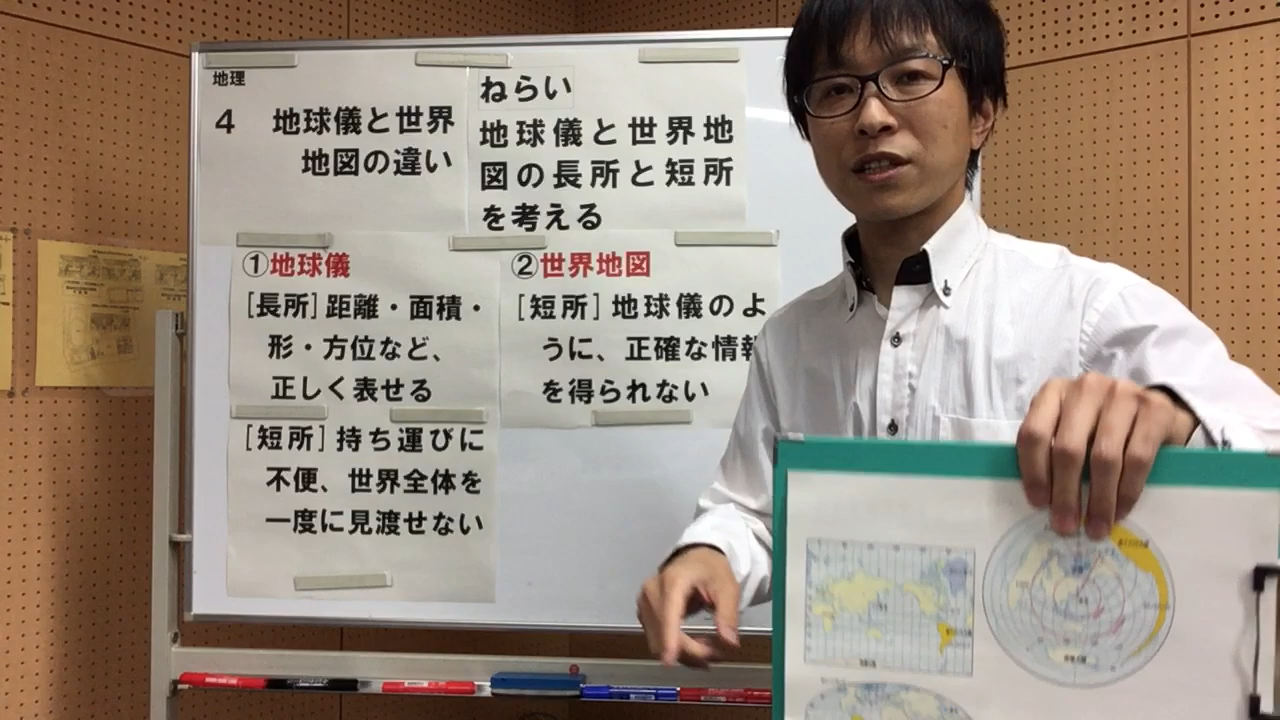 地理
4 地球儀と世界
地図の違い
ねらい
地球儀と世界地
図の長所と短所
を考える
①地球儀
[長所]距離・面積・
形・方位など、
正しく表せる
[短所]持ち運びに
不便、世界全体を
一度に見渡せない
②世界地図
[短所]地球儀のよ
うに、正確な情報
を得られない